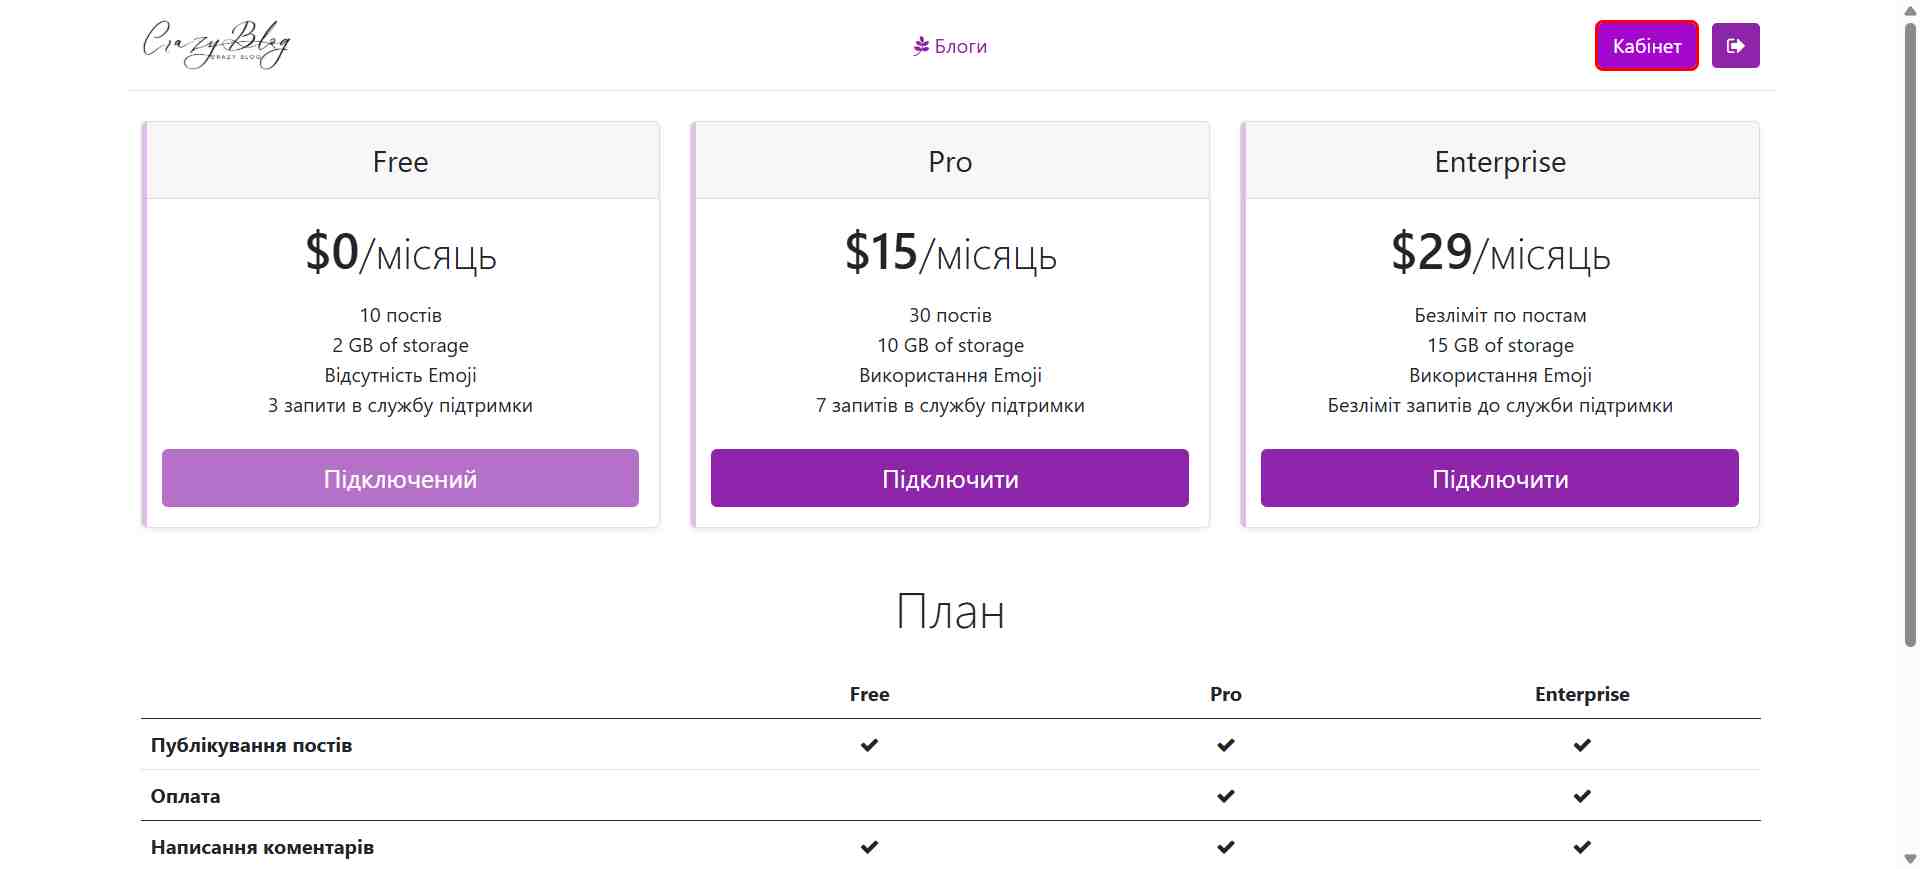 Crazy Blog
CRAZY BLOG
Блоги
Кабінет
Free
$0/місяць
10 постів
2 GB of storage
Відсутність Emoji
3 запити в службу підтримки
Підключений
Pro
$15/місяць
30 постів
10 GB of storage
Використання Emoji
7 запитів в службу підтримки
Підключити
Enterprise
$29/місяць
Безліміт по постам
15 GB of storage
Використання Emoji
Безліміт запитів до служби підтримки
Підключити
План
Free Pro Enterprise
Публікування постів
Оплата
Написання коментарів